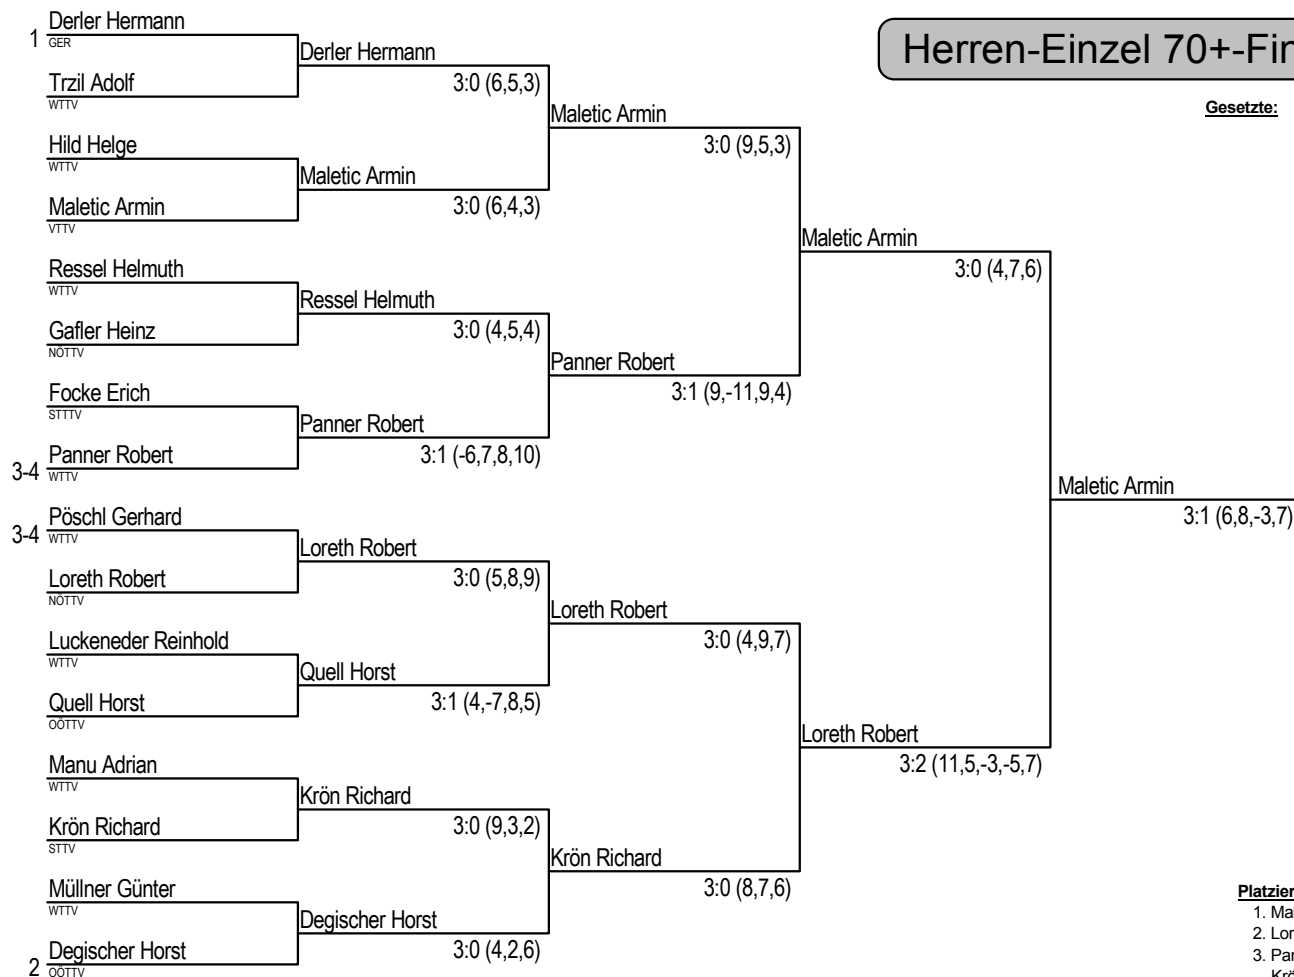 Herren-Einzel 70+-Fin
Gesetzte:
1 Derler Hermann
GER
Trzil Adolf
WTTV
Hild Helge
WTTV
Maletic Armin
VTTV
Ressel Helmuth
WTTV
Gafler Heinz
NÖTTV
Focke Erich
STTTV
3-4 Panner Robert
WTTV
3-4 Pöschl Gerhard
WTTV
Loreth Robert
NÖTTV
Luckeneder Reinhold
WTTV
Quell Horst
OÖTTV
Manu Adrian
WTTV
Krön Richard
STTV
Müllner Günter
WTTV
2 Degischer Horst
OÖTTV
Derler Hermann
3:0 (6,5,3)
Maletic Armin
3:0 (6,4,3)
Ressel Helmuth
3:0 (4,5,4)
Panner Robert
3:1 (-6,7,8,10)
Loreth Robert
3:0 (5,8,9)
Quell Horst
3:1 (4,-7,8,5)
Krön Richard
3:0 (9,3,2)
Degischer Horst
3:0 (4,2,6)
Maletic Armin
3:0 (9,5,3)
Panner Robert
3:1 (9,-11,9,4)
Loreth Robert
3:0 (4,9,7)
Krön Richard
3:0 (8,7,6)
Maletic Armin
3:0 (4,7,6)
Loreth Robert
3:2 (11,5,-3,-5,7)
Maletic Armin
3:1 (6,8,-3,7)
Platzier
1. Mal
2. Lor
3. Pan
Krö